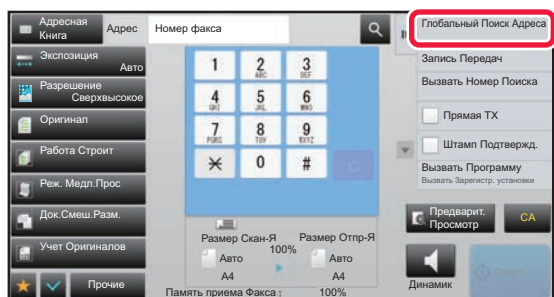 Адресная
Книга
Адрес
Номер факса
Экспозиция
Авто
Разрешение
Сверхвысокое
Оригинал
Работа Строит
Реж. Медл.Прос
Док.Смеш.Разм.
Учет Оригиналов
Прочие
1
2
ABC
3
DEF
4
GHI
5
JKL
6
MNO
7
PQRS
8
TUV
9
WXYZ
0
#
C
Размер Скан-Я
100%
Размер Отпр-Я
Авто
A4
Авто
A4
Память приема Факса :
100%
Глобальный Поиск Адреса
Запись Передач
Вызвать Номер Поиска
Прямая TX
Штамп Подтвержд.
Вызвать Программу
Вызвать Зарегистр. установки
Предварит.
Просмотр
CA
Динамик
Старт